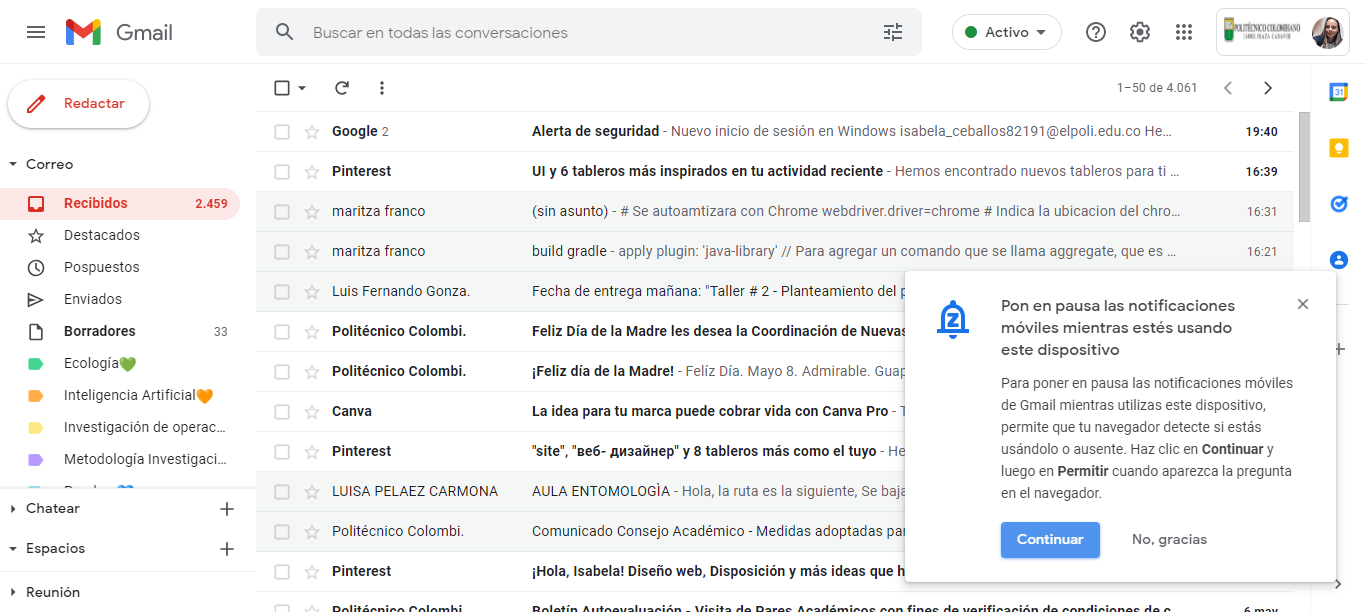 Gmail
Buscar en todas las conversaciones
Activo
POLITÉCNICO COLOMBIANO
JAIME ISAZA CADAVID
Redactar
1–50 de 4.061
Correo
Recibidos 2.459
Destacados
Pospuestos
Enviados
Borradores 33
Ecología💚
Inteligencia Artificial🧡
Investigación de operac...
Metodología Investigaci...
Chatear
Espacios
Reunión
Google 2 Alerta de seguridad - Nuevo inicio de sesión en Windows isabela_ceballos82191@elpoli.edu.co He... 19:40
Pinterest UI y 6 tableros más inspirados en tu actividad reciente - Hemos encontrado nuevos tableros para ti ... 16:39
maritza franco (sin asunto) - # Se autoamtizara con Chrome webdriver.driver=chrome # Indica la ubicacion del chro... 16:31
maritza franco build gradle - apply plugin: 'java-library' // Para agregar un comando que se llama aggregate, que es ... 16:21
Luis Fernando Gonza. Fecha de entrega mañana: "Taller # 2 - Planteamiento del
Politécnico Colombi. Feliz Día de la Madre les desea la Coordinación de Nuevas
Politécnico Colombi. ¡Feliz día de la Madre! - Felíz Día. Mayo 8. Admirable. Guap
Canva La idea para tu marca puede cobrar vida con Canva Pro -
Pinterest "site", "веб- дизайнер" y 8 tableros más como el tuyo - He
LUISA PELAEZ CARMONA AULA ENTOMOLOGÌA - Hola, la ruta es la siguiente, Se baja
Politécnico Colombi. Comunicado Consejo Académico - Medidas adoptadas par
Pinterest ¡Hola, Isabela! Diseño web, Disposición y más ideas que h
Politécnico Colombi. Boletín Autoevaluación - Visita de Pares Académicos con fines de verificación de condiciones de c 6 may
31
Pon en pausa las notificaciones
móviles mientras estés usando
este dispositivo
Para poner en pausa las notificaciones móviles
de Gmail mientras utilizas este dispositivo,
permite que tu navegador detecte si estás
usándolo o ausente. Haz clic en Continuar y
luego en Permitir cuando aparezca la pregunta
en el navegador.
Continuar No, gracias